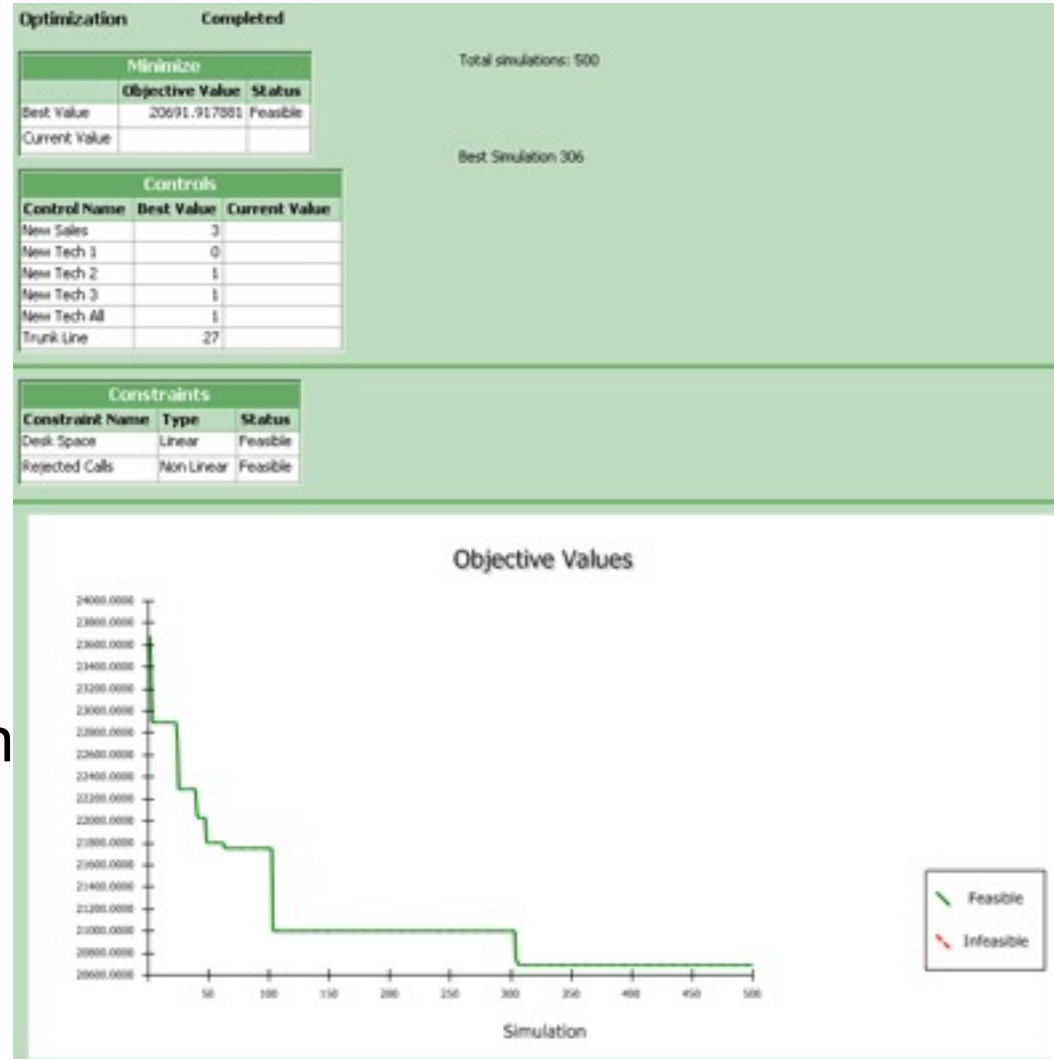 Optimization Completed
Total simulations: 500
Minimize
Objective Value Status
Best Value 20691.917881 Feasible
Current Value
Best Simulation 306
Controls
Control Name Best Value Current Value
New Sales 3
New Tech 1 0
New Tech 2 1
New Tech 3 1
New Tech All 1
Trunk Line 27
Constraints
Constraint Name Type Status
Desk Space Linear Feasible
Rejected Calls Non Linear Feasible
Objective Values
24000.0000
23800.0000
23600.0000
23400.0000
23200.0000
23000.0000
22800.0000
22600.0000
22400.0000
22200.0000
22000.0000
21800.0000
21600.0000
21400.0000
21200.0000
21000.0000
20800.0000
20600.0000
50 100 150 200 250 300 350 400 450 500
Simulation
Feasible
Infeasible